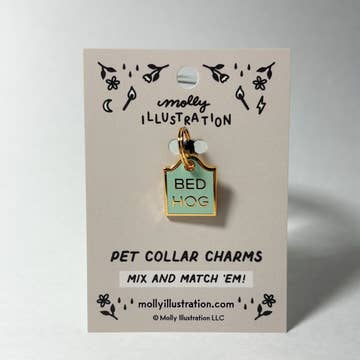 molly
ILLUSTRATION
BED
HOG
PET COLLAR CHARMS
MIX AND MATCH 'EM!
mollyillustration.com
© Molly Illustration LLC